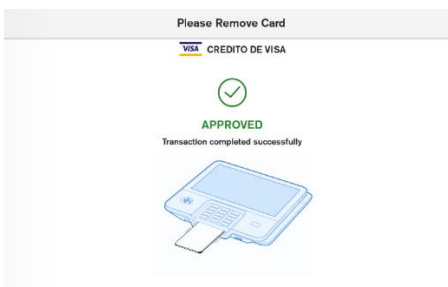 Please Remove Card
VISA CREDITO DE VISA
APPROVED
Transaction completed successfully